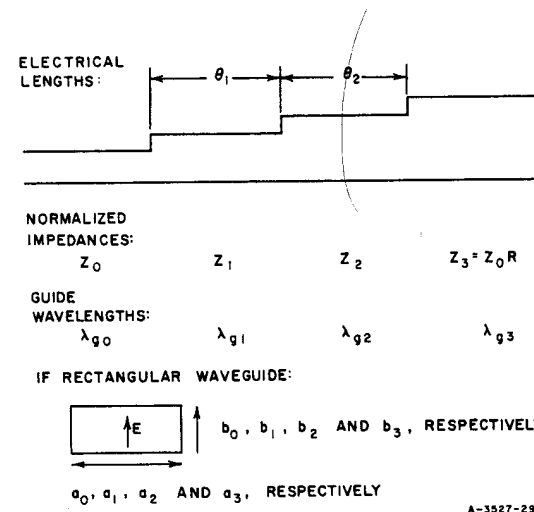 ELECTRICAL
LENGTHS:
θ₁ θ₂
NORMALIZED
IMPEDANCES:
Z₀ Z₁ Z₂ Z₃ = Z₀R
GUIDE
WAVELENGTHS:
λg0 λg1 λg2 λg3
IF RECTANGULAR WAVEGUIDE:
E b₀, b₁, b₂ AND b₃, RESPECTIVEL
a₀, a₁, a₂ AND a₃, RESPECTIVELY
A-3527-29